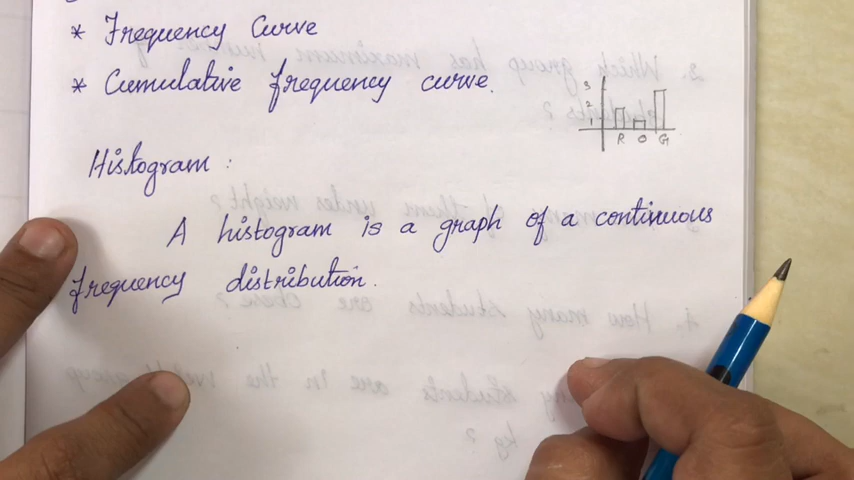 * Frequency Curve
* Cumulative frequency curve.
3
2
1
R O G
Histogram :
A histogram is a graph of a continuous
frequency distribution.